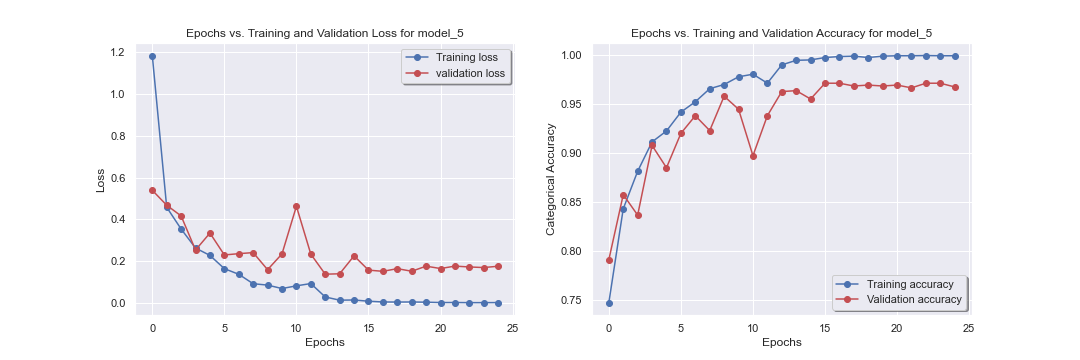 Epochs vs. Training and Validation Loss for model_5
Training loss
validation loss
Loss
1.2
1.0
0.8
0.6
0.4
0.2
0.0
0 5 10 15 20 25
Epochs
Epochs vs. Training and Validation Accuracy for model_5
Training accuracy
Validation accuracy
Categorical Accuracy
1.00
0.95
0.90
0.85
0.80
0.75
0 5 10 15 20 25
Epochs